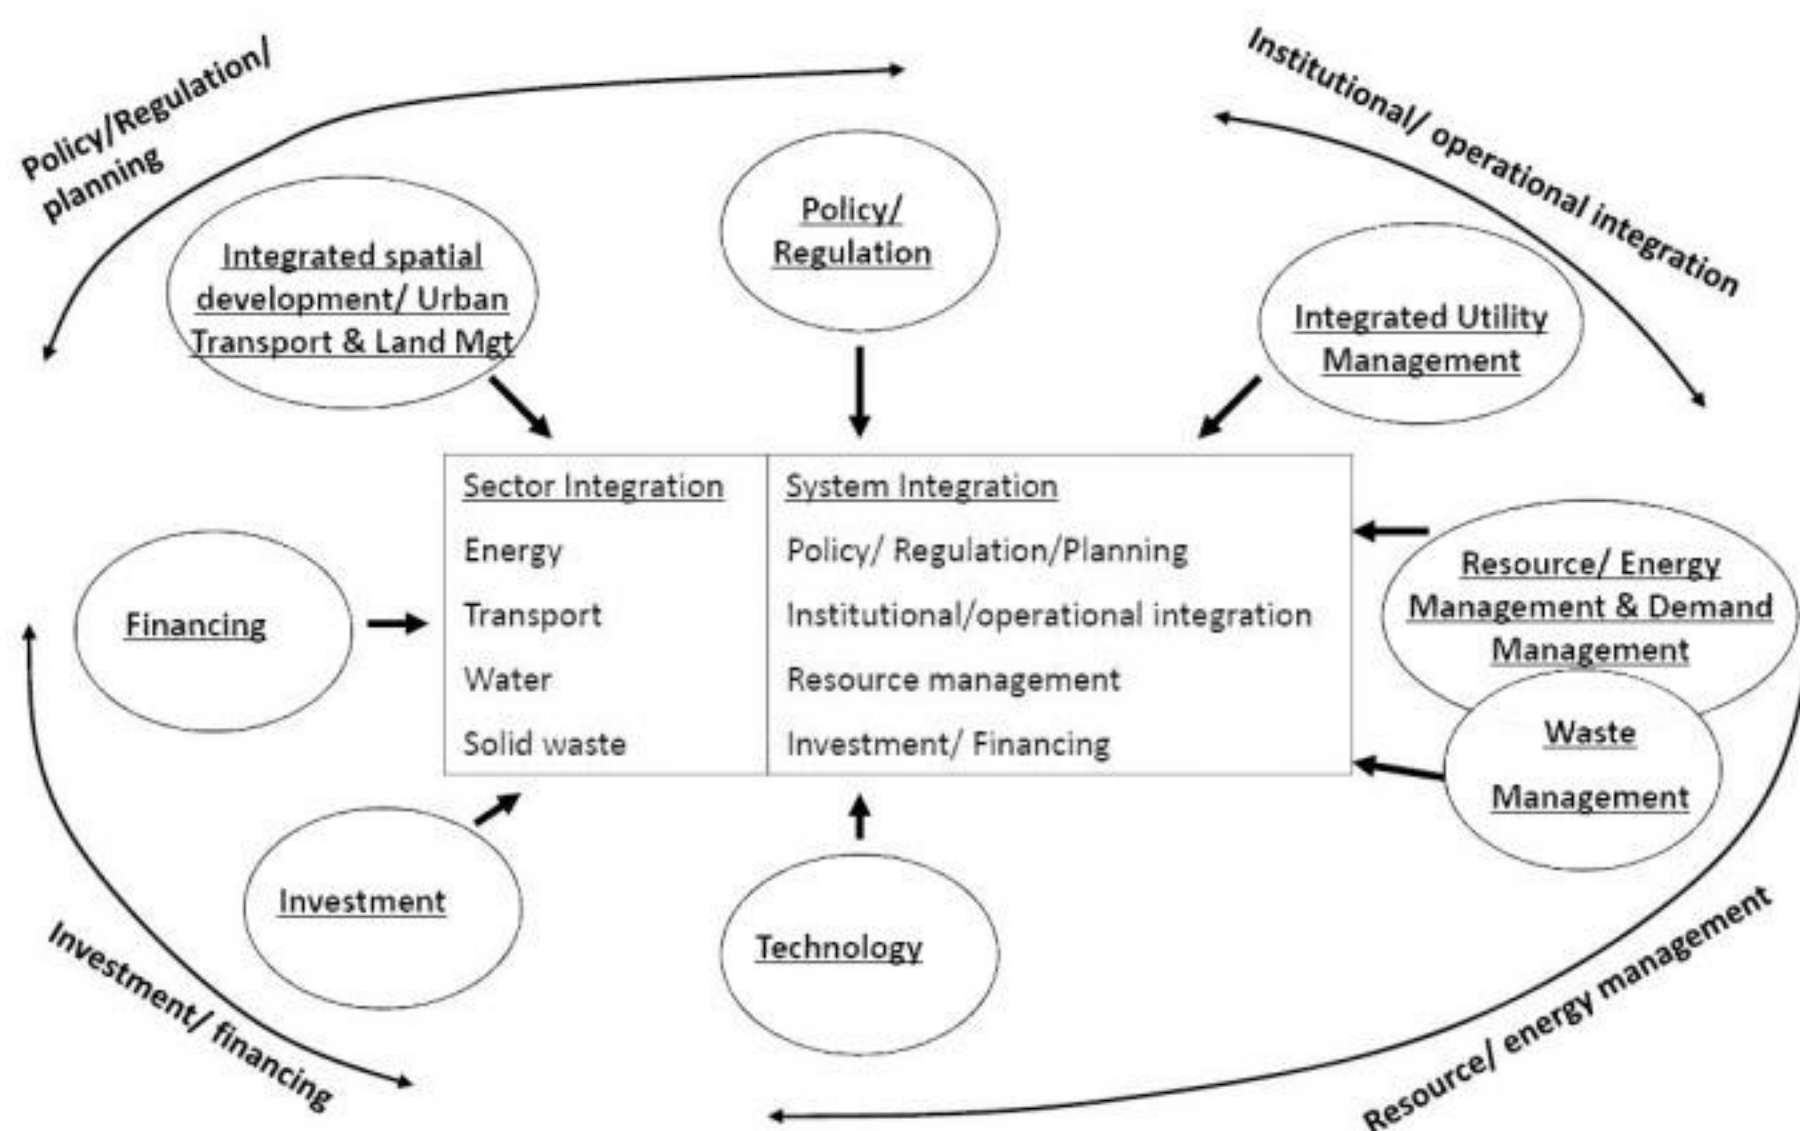 Policy/Regulation/
planning
Institutional/ operational integration
Integrated spatial
development/ Urban
Transport & Land Mgt
Policy/
Regulation
Integrated Utility
Management
Sector Integration
Energy
Transport
Water
Solid waste
System Integration
Policy/ Regulation/Planning
Institutional/operational integration
Resource management
Investment/ Financing
Financing
Resource/ Energy
Management & Demand
Management
Waste
Management
Investment
Technology
Investment/ financing
Resource/ energy management